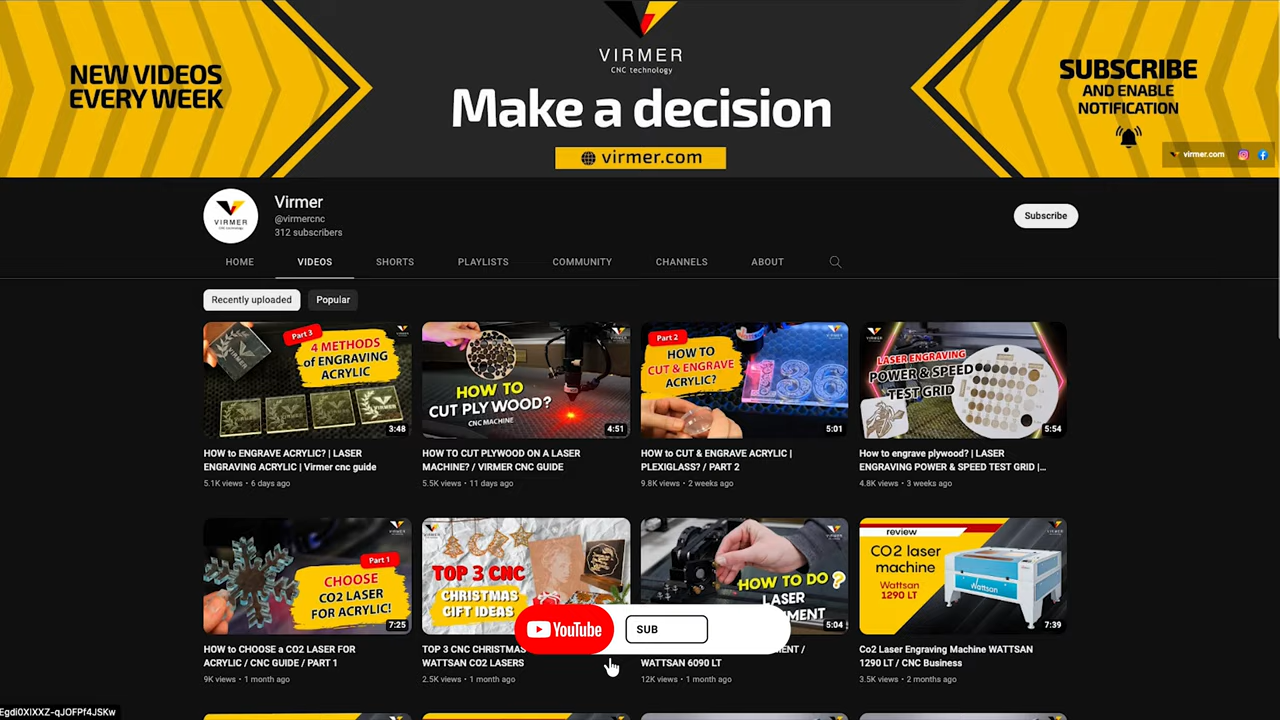 NEW VIDEOS
EVERY WEEK
VIRMER
CNC technology
Make a decision
virmer.com
SUBSCRIBE
AND ENABLE
NOTIFICATION
virmer.com
VIRMER
CNC technology
Virmer
@virmercnc
312 subscribers
Subscribe
HOME VIDEOS SHORTS PLAYLISTS COMMUNITY CHANNELS ABOUT
Recently uploaded Popular
Part 3
4 METHODS
of ENGRAVING
ACRYLIC
VIRMER
3:48
HOW TO
CUT PLYWOOD?
CNC MACHINE
4:51
Part 2
HOW TO
CUT & ENGRAVE
ACRYLIC?
136
5:01
LASER ENGRAVING
POWER & SPEED
TEST GRID
5:54
HOW to ENGRAVE ACRYLIC? | LASER
ENGRAVING ACRYLIC | Virmer cnc guide
5.1K views • 6 days ago
HOW TO CUT PLYWOOD ON A LASER
MACHINE? / VIRMER CNC GUIDE
5.5K views • 11 days ago
HOW to CUT & ENGRAVE ACRYLIC |
PLEXIGLASS? / PART 2
9.8K views • 2 weeks ago
How to engrave plywood? | LASER
ENGRAVING POWER & SPEED TEST GRID |...
4.8K views • 3 weeks ago
Part 1
CHOOSE
CO2 LASER
FOR ACRYLIC!
7:25
TOP 3 CNC
CHRISTMAS
GIFT IDEAS
HOW TO DO ?
LASER
5:04
review
CO2 laser
machine
Wattsan
1290 LT
Wattsan
7:39
YouTube
SUB
HOW to CHOOSE a CO2 LASER FOR
ACRYLIC / CNC GUIDE / PART 1
9K views • 1 month ago
TOP 3 CNC CHRISTMAS
WATTSAN CO2 LASERS
2.5K views • 1 month ago
/
WATTSAN 6090 LT
12K views • 1 month ago
Co2 Laser Engraving Machine WATTSAN
1290 LT / CNC Business
3.5K views • 2 months ago